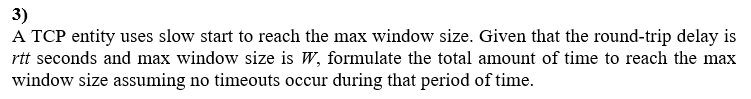 3)
A TCP entity uses slow start to reach the max window size. Given that the round-trip delay is
rtt seconds and max window size is W, formulate the total amount of time to reach the max
window size assuming no timeouts occur during that period of time.